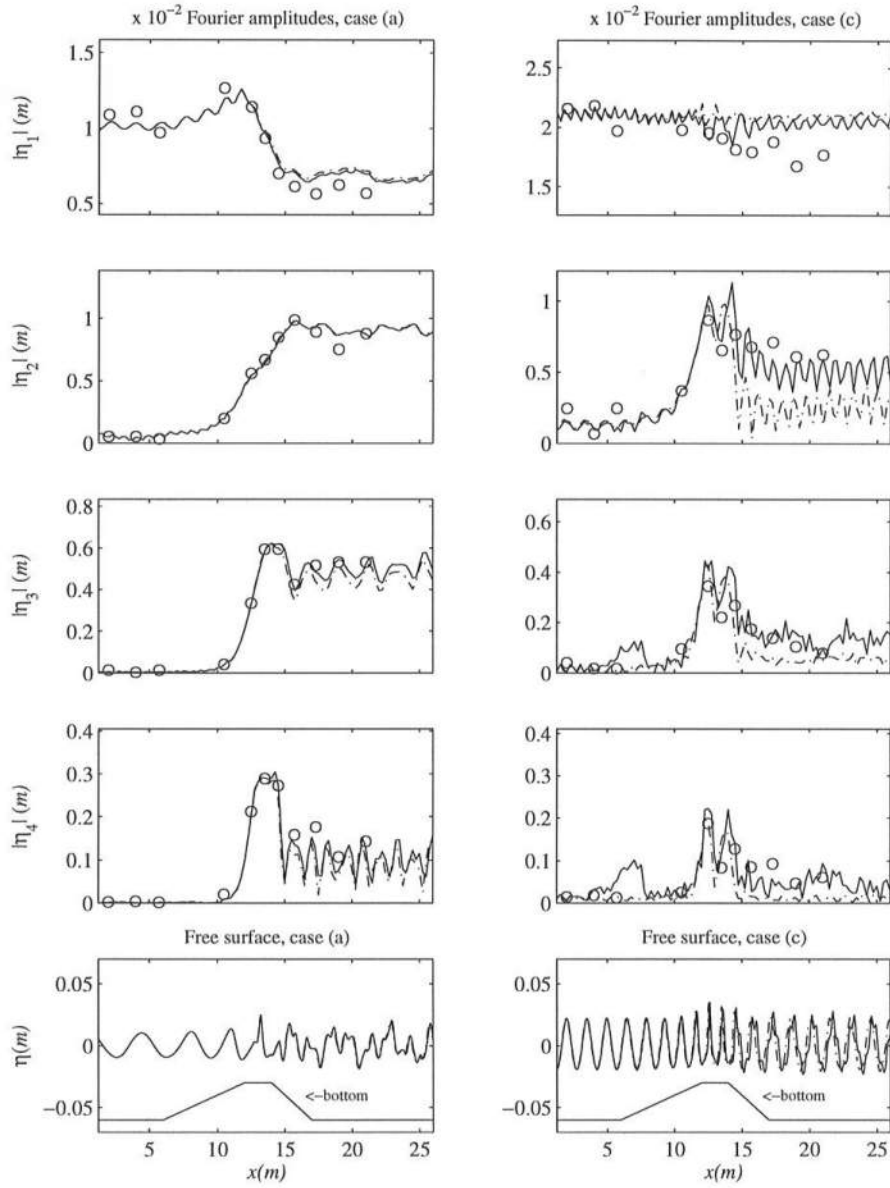 x 10⁻² Fourier amplitudes, case (a)
x 10⁻² Fourier amplitudes, case (c)
1.5
1
0.5
|η₁| (m)
2.5
2
1.5
1
0.5
0
|η₂| (m)
1
0.5
0
0.8
0.6
0.4
0.2
0
|η₃| (m)
0.6
0.4
0.2
0
0.4
0.3
0.2
0.1
0
|η₄| (m)
0.4
0.3
0.2
0.1
0
Free surface, case (a)
Free surface, case (c)
0.05
0
−0.05
η(m)
<−bottom
5 10 15 20 25
x(m)
0.05
0
−0.05
<−bottom
5 10 15 20 25
x(m)